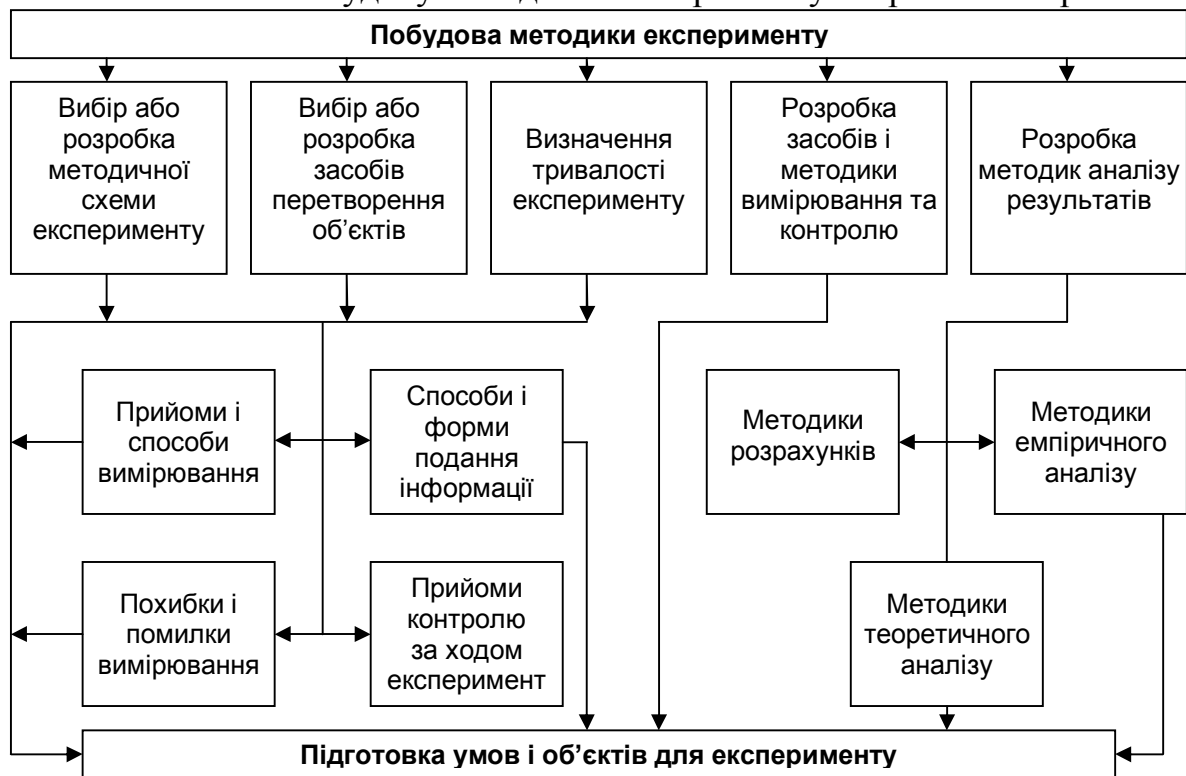 Побудова методики експерименту
Вибір або
розробка
методичної
схеми
експерименту
Вибір або
розробка
засобів
перетворення
об’єктів
Визначення
тривалості
експерименту
Розробка
засобів і
методики
вимірювання та
контролю
Розробка
методик аналізу
результатів
Прийоми і
способи
вимірювання
Способи і
форми
подання
інформації
Методики
розрахунків
Методики
емпіричного
аналізу
Похибки і
помилки
вимірювання
Прийоми
контролю
за ходом
експеримент
Методики
теоретичного
аналізу
Підготовка умов і об’єктів для експерименту